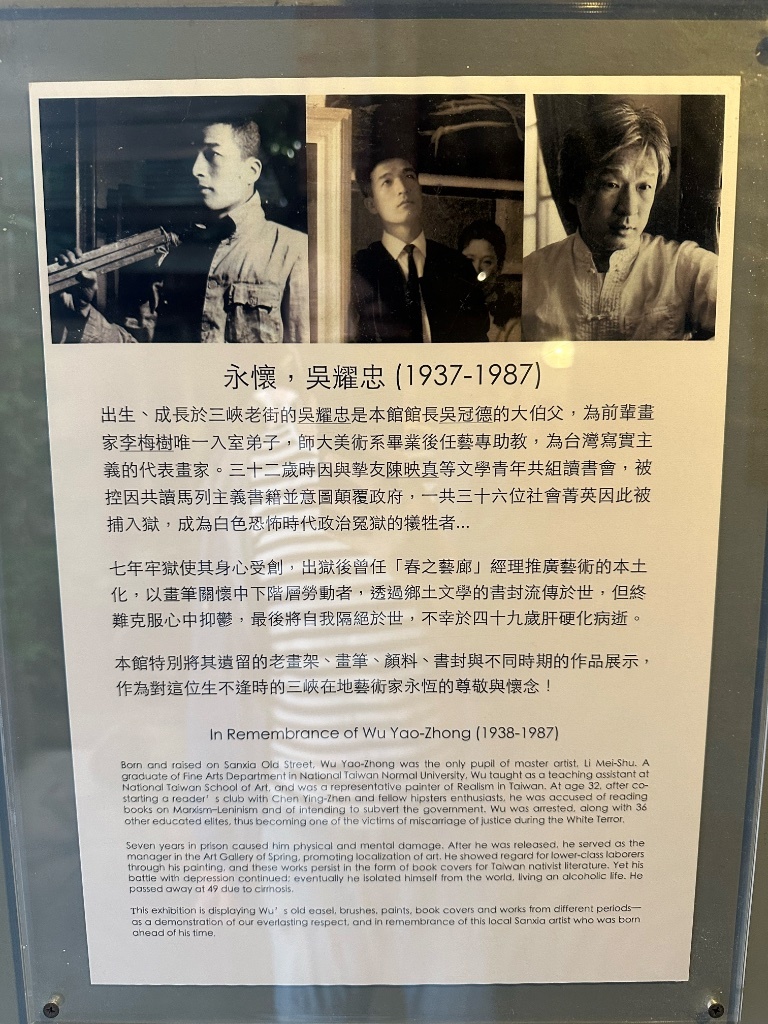 永懷，吳耀忠 (1937-1987)
出生、成長於三峽老街的吳耀忠是本館館長吳冠德的大伯父，為前輩畫
家李梅樹唯一入室弟子，師大美術系畢業後任藝專助教，為台灣寫實主
義的代表畫家。三十二歲時因與摯友陳映真等文學青年共組讀書會，被
控因共讀馬列主義書籍並意圖顛覆政府，一共三十六位社會菁英因此被
捕入獄，成為白色恐怖時代政治冤獄的犧牲者...
七年牢獄使其身心受創，出獄後曾任「春之藝廊」經理推廣藝術的本土
化，以畫筆關懷中下階層勞動者，透過鄉土文學的書封流傳於世，但終
難克服心中抑鬱，最後將自我隔絕於世，不幸於四十九歲肝硬化病逝。
本館特別將其遺留的老畫架、畫筆、顏料、書封與不同時期的作品展示，
作為對這位生不逢時的三峽在地藝術家永恆的尊敬與懷念！
In Remembrance of Wu Yao-Zhong (1938-1987)
Born and raised on Sanxia Old Street, Wu Yao-Zhong was the only pupil of master artist, Li Mei-Shu. A
graduate of Fine Arts Department in National Taiwan Normal University, Wu taught as a teaching assistant at
National Taiwan School of Art, and was a representative painter of Realism in Taiwan. At age 32, after co-
starting a reader's club with Chen Ying-Zhen and fellow hipsters enthusiasts, he was accused of reading
books on Marxism-Leninism and of intending to subvert the government. Wu was arrested, along with 36
other educated elites, thus becoming one of the victims of miscarriage of justice during the White Terror.
Seven years in prison caused him physical and mental damage. After he was released, he served as the
manager in the Art Gallery of Spring, promoting localization of art. He showed regard for lower-class laborers
through his painting, and these works persist in the form of book covers for Taiwan nativist literature. Yet his
battle with depression continued; eventually he isolated himself from the world, living an alcoholic life. He
passed away at 49 due to cirrhosis.
This exhibition is displaying Wu's old easel, brushes, paints, book covers and works from different periods—
as a demonstration of our everlasting respect, and in remembrance of this local Sanxia artist who was born
ahead of his time.